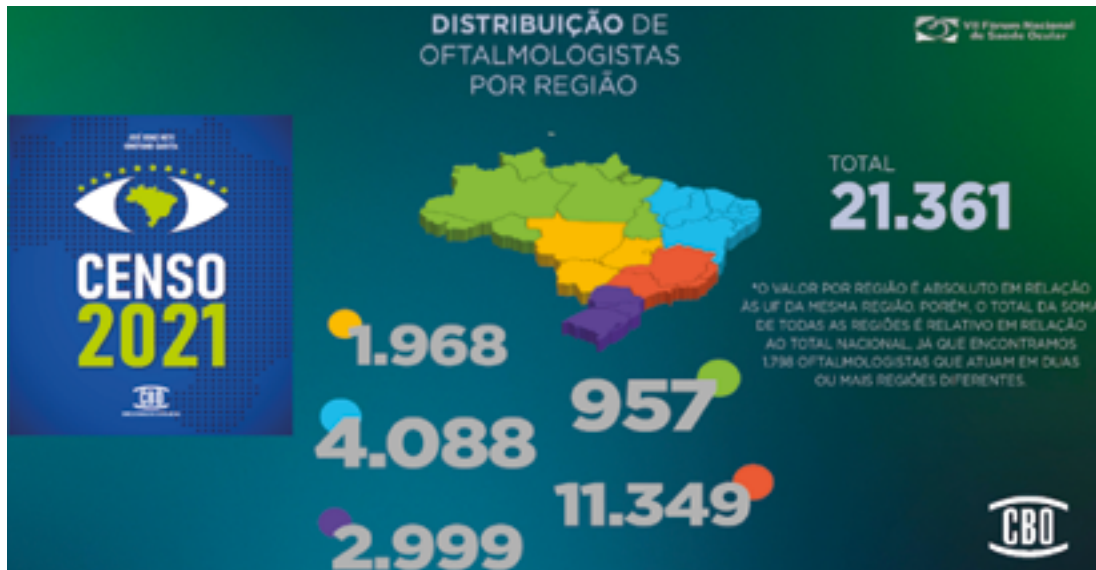 DISTRIBUIÇÃO DE
OFTALMOLOGISTAS
POR REGIÃO
VII Fórum Nacional
de Saúde Ocular
CENSO
2021
CBO
TOTAL
21.361
*O VALOR POR REGIÃO É ABSOLUTO EM RELAÇÃO
ÀS UF DA MESMA REGIÃO. PORÉM, O TOTAL DA SOMA
DE TODAS AS REGIÕES É RELATIVO EM RELAÇÃO
AO TOTAL NACIONAL, JÁ QUE ENCONTRAMOS
1.798 OFTALMOLOGISTAS QUE ATUAM EM DUAS
OU MAIS REGIÕES DIFERENTES.
1.968
957
4.088
11.349
2.999
CBO